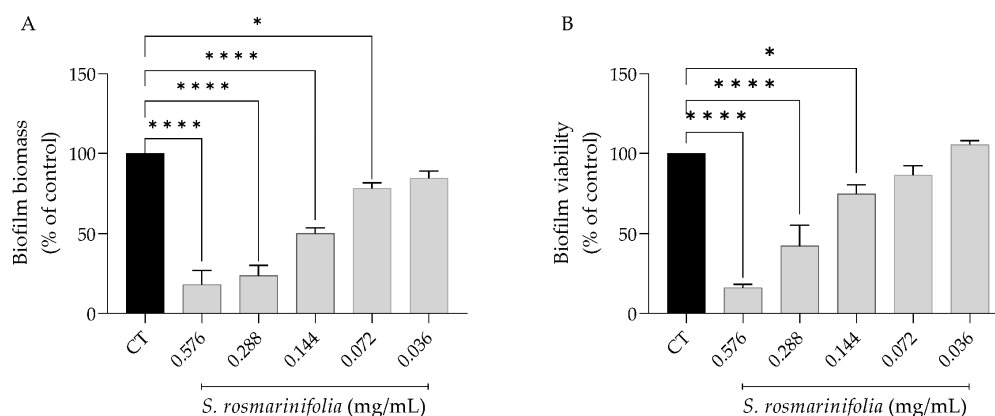 A
*
* * * *
* * * *
* * * *
150
100
50
0
Biofilm biomass
(% of control)
CT
0.576
0.288
0.144
0.072
0.036
S. rosmarinifolia (mg/mL)
B
*
* * * *
* * * *
150
100
50
0
Biofilm viability
(% of control)
CT
0.576
0.288
0.144
0.072
0.036
S. rosmarinifolia (mg/mL)